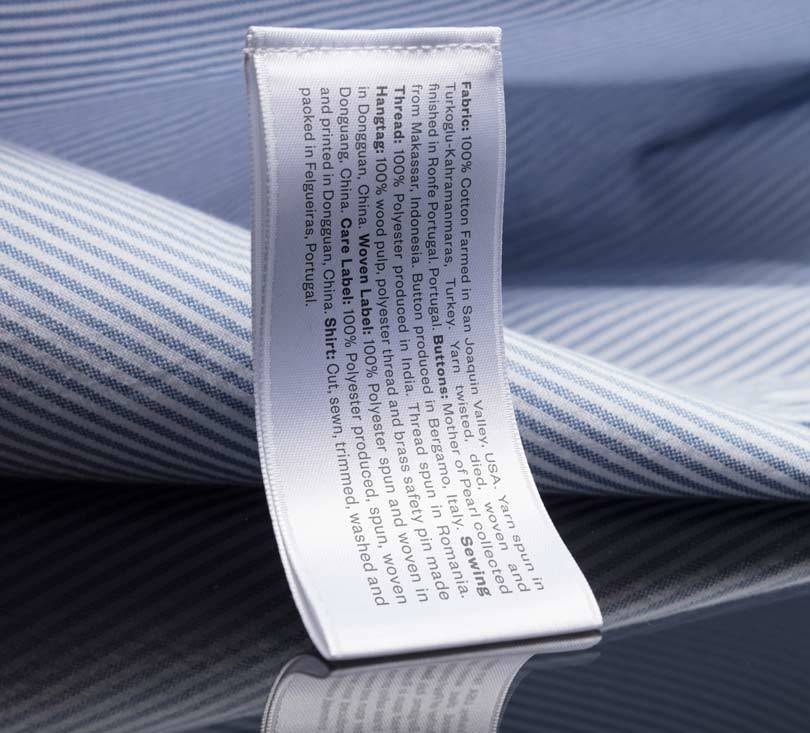 Fabric: 100% Cotton Farmed in San Joaquin Valley, USA. Yarn spun in
Turkoglu-Kahramanmaras, Turkey. Yarn twisted, died, woven and
finished in Ronfe Portugal, Portugal. Buttons: Mother of Pearl collected
from Makassar, Indonesia. Button produced in Bergamo, Italy. Sewing
Thread: 100% Polyester produced in India. Thread spun in Romania.
Hangtag: 100% wood pulp, polyester thread and brass safety pin made
in Dongguan, China. Woven Label: 100% Polyester spun and woven in
Donguang, China. Care Label: 100% Polyester produced, spun, woven
and printed in Dongguan, China. Shirt: Cut, sewn, trimmed, washed and
packed in Felgueiras, Portugal.